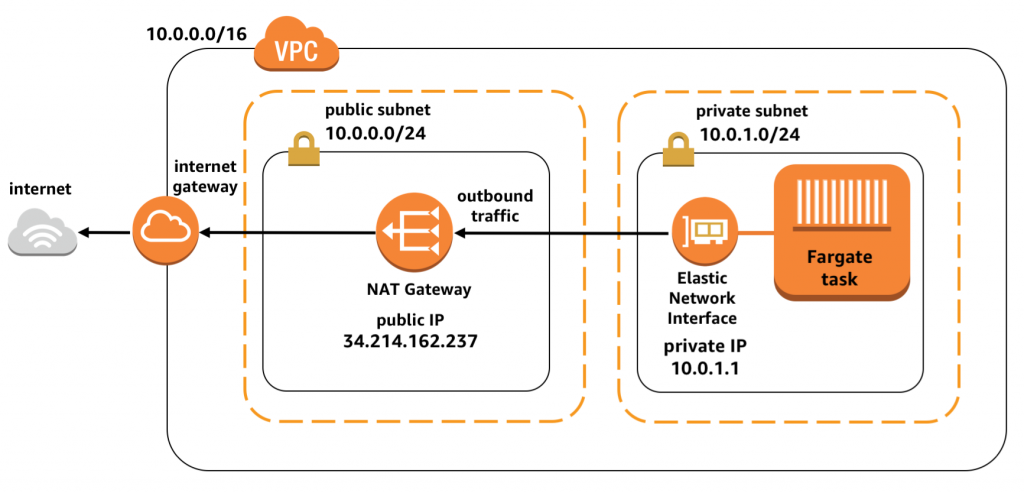 10.0.0.0/16
VPC
public subnet
10.0.0.0/24
private subnet
10.0.1.0/24
internet
internet
gateway
outbound
traffic
NAT Gateway
public IP
34.214.162.237
Elastic
Network
Interface
private IP
10.0.1.1
Fargate
task